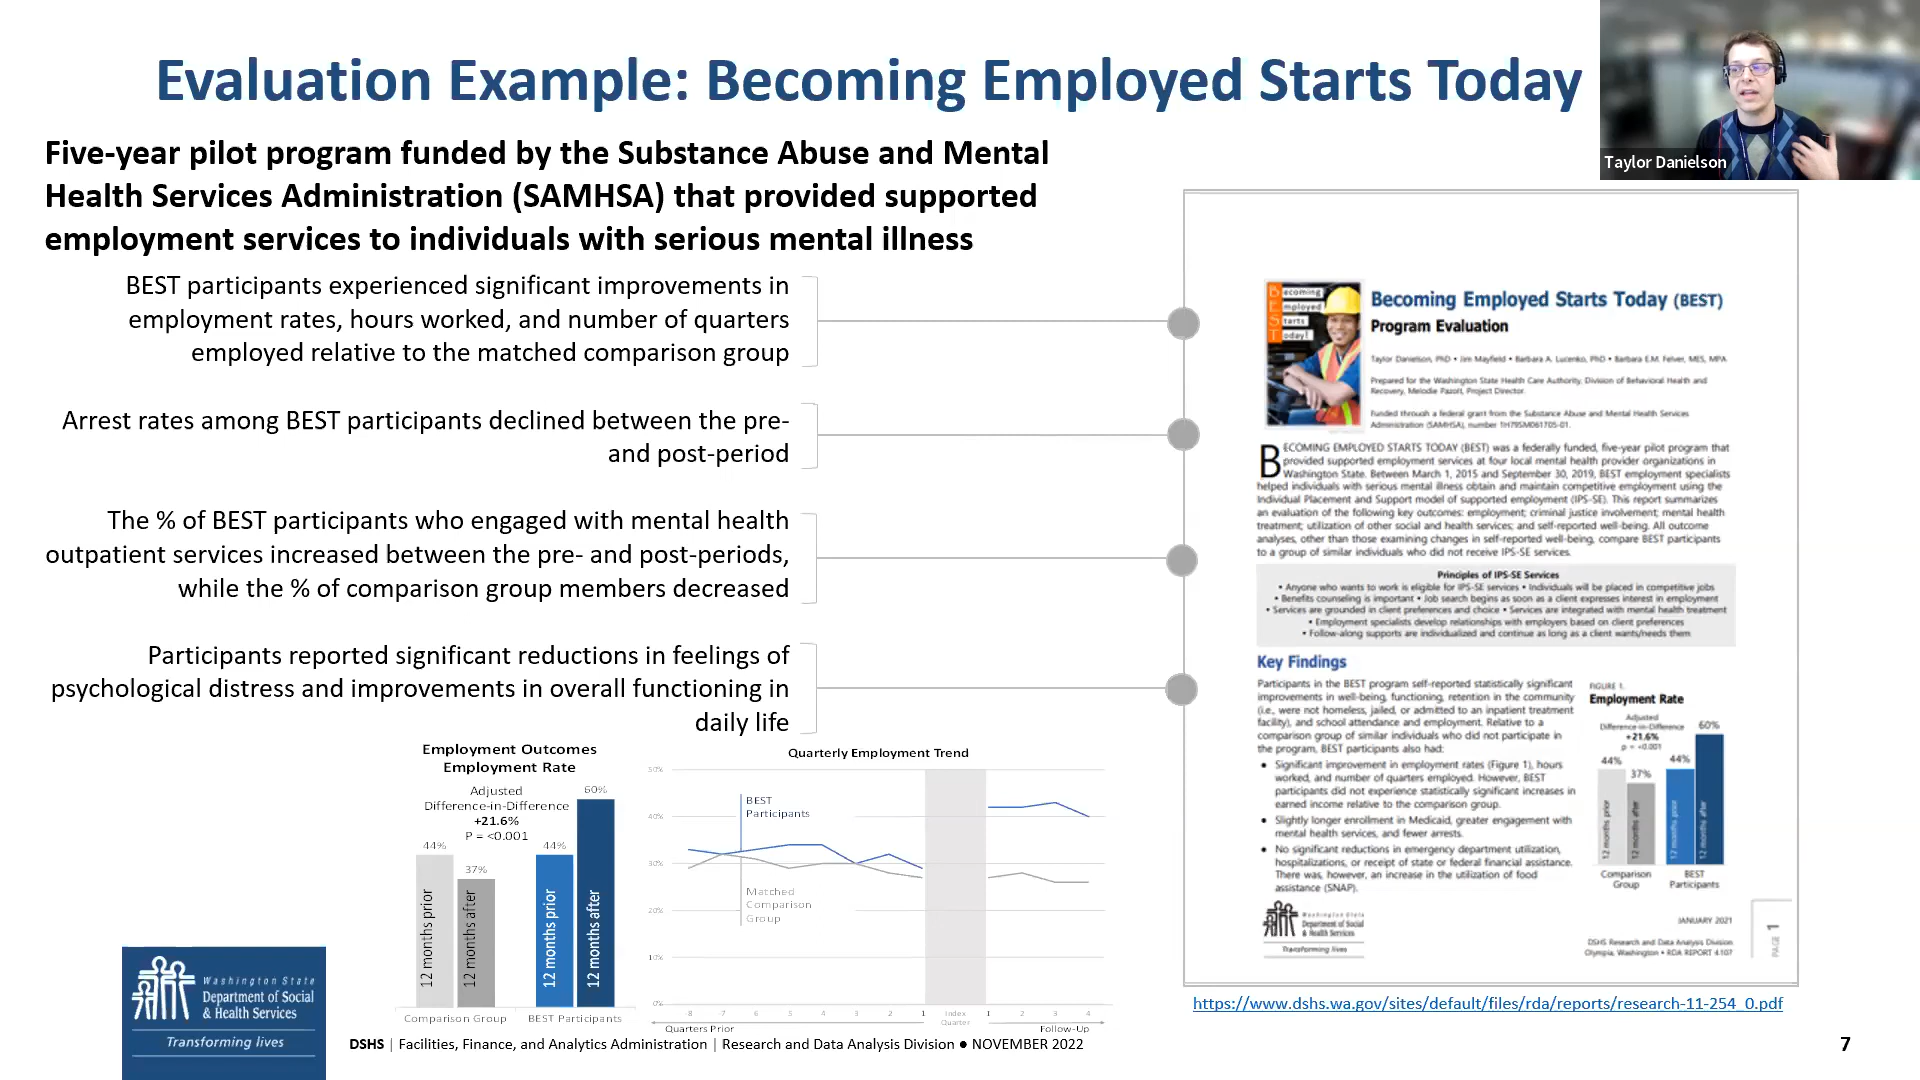 Evaluation Example: Becoming Employed Starts Today
Taylor Danielson
Five-year pilot program funded by the Substance Abuse and Mental
Health Services Administration (SAMHSA) that provided supported
employment services to individuals with serious mental illness
BEST participants experienced significant improvements in
employment rates, hours worked, and number of quarters
employed relative to the matched comparison group
Arrest rates among BEST participants declined between the pre-
and post-period
The % of BEST participants who engaged with mental health
outpatient services increased between the pre- and post-periods,
while the % of comparison group members decreased
Participants reported significant reductions in feelings of
psychological distress and improvements in overall functioning in
daily life
Employment Outcomes
Employment Rate
Adjusted
Difference-in-Difference
+21.6%
P = <0.001
44%
37%
44%
60%
12 months prior
12 months after
12 months prior
12 months after
Comparison Group
BEST Participants
Quarterly Employment Trend
50%
40%
30%
20%
10%
0%
BEST
Participants
Matched
Comparison
Group
8 7 6 5 4 3 2 1 Index Quarter 1 2 3 4
Quarters Prior
Follow-Up
Becoming
Employed
Starts
Today!
Becoming Employed Starts Today (BEST)
Program Evaluation
Taylor Danielson, PhD • Jim Mayfield • Barbara A. Lucenko, PhD • Barbara E.M. Felver, MES, MPA
Prepared for the Washington State Health Care Authority, Division of Behavioral Health and
Recovery, Melodie Pazolt, Project Director
Funded through a federal grant from the Substance Abuse and Mental Health Services
Administration (SAMHSA), number 1H79SM061705-01.
BECOMING EMPLOYED STARTS TODAY (BEST) was a federally funded, five-year pilot program that
provided supported employment services at four local mental health provider organizations in
Washington State. Between March 1, 2015 and September 30, 2019, BEST employment specialists
helped individuals with serious mental illness obtain and maintain competitive employment using the
Individual Placement and Support model of supported employment (IPS-SE). This report summarizes
an evaluation of the following key outcomes: employment; criminal justice involvement; mental health
treatment; utilization of other social and health services; and self-reported well-being. All outcome
analyses, other than those examining changes in self-reported well-being, compare BEST participants
to a group of similar individuals who did not receive IPS-SE services.
Principles of IPS-SE Services
• Anyone who wants to work is eligible for IPS-SE services • Individuals will be placed in competitive jobs
• Benefits counseling is important • Job search begins as soon as a client expresses interest in employment
• Services are grounded in client preferences and choice • Services are integrated with mental health treatment
• Employment specialists develop relationships with employers based on client preferences
• Follow-along supports are individualized and continue as long as a client wants/needs them
Key Findings
Participants in the BEST program self-reported statistically significant
improvements in well-being, functioning, retention in the community
(i.e., were not homeless, jailed, or admitted to an inpatient treatment
facility), and school attendance and employment. Relative to a
comparison group of similar individuals who did not participate in
the program, BEST participants also had:
• Significant improvement in employment rates (Figure 1), hours
worked, and number of quarters employed. However, BEST
participants did not experience statistically significant increases in
earned income relative to the comparison group.
• Slightly longer enrollment in Medicaid, greater engagement with
mental health services, and fewer arrests.
• No significant reductions in emergency department utilization,
hospitalizations, or receipt of state or federal financial assistance.
There was, however, an increase in the utilization of food
assistance (SNAP).
FIGURE 1.
Employment Rate
Adjusted
Difference-in-Difference
+21.6%
p = <0.001
44%
37%
44%
60%
12 months prior
12 months after
12 months prior
12 months after
Comparison
Group
BEST
Participants
Washington State
Department of Social
& Health Services
Transforming lives
JANUARY 2021
DSHS Research and Data Analysis Division
Olympia, Washington • RDA REPORT 4.107
PAGE 1
https://www.dshs.wa.gov/sites/default/files/rda/reports/research-11-254_0.pdf
Washington State
Department of Social
& Health Services
Transforming lives
DSHS | Facilities, Finance, and Analytics Administration | Research and Data Analysis Division ● NOVEMBER 2022
7